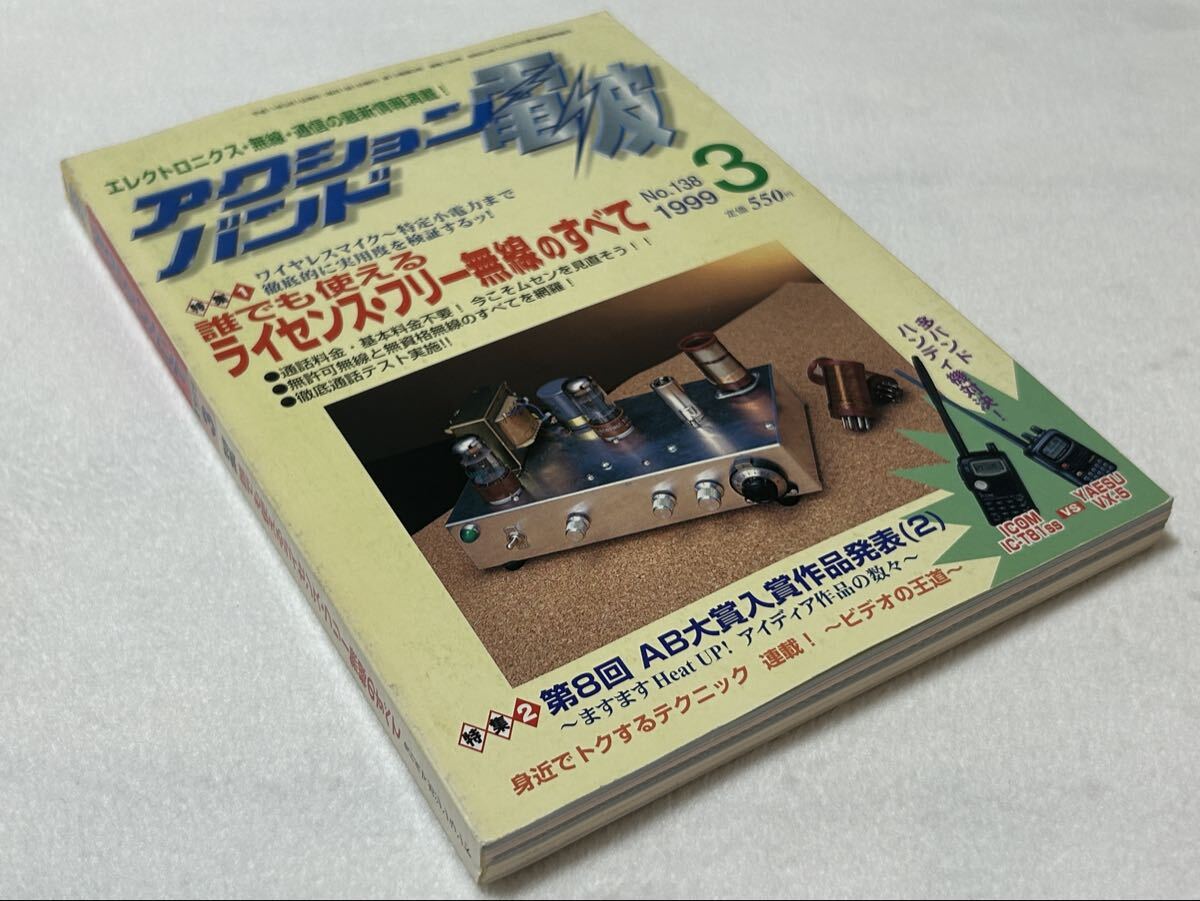 エレクトロニクス・無線・通信の最新情報満載!
アクションバンド電波
No.138
1999
3
定価550円
ワイヤレスマイク〜特定小電力まで
徹底的に実用度を検証するッ!
特集1
誰でも使える
ライセンス・フリー無線のすべて
●通話料金・基本料金不要! 今こそムセンを見直そう!!
●無許可無線と無資格無線のすべてを網羅!
●徹底通話テスト実施!!
多バンド
ハンディ機対決!
ICOM
IC-T81SS
VS
YAESU
VX-5
特集2
第8回 AB大賞入賞作品発表(2)
〜ますますHeat UP! アイディア作品の数々〜
身近でトクするテクニック 連載! 〜ビデオの王道〜